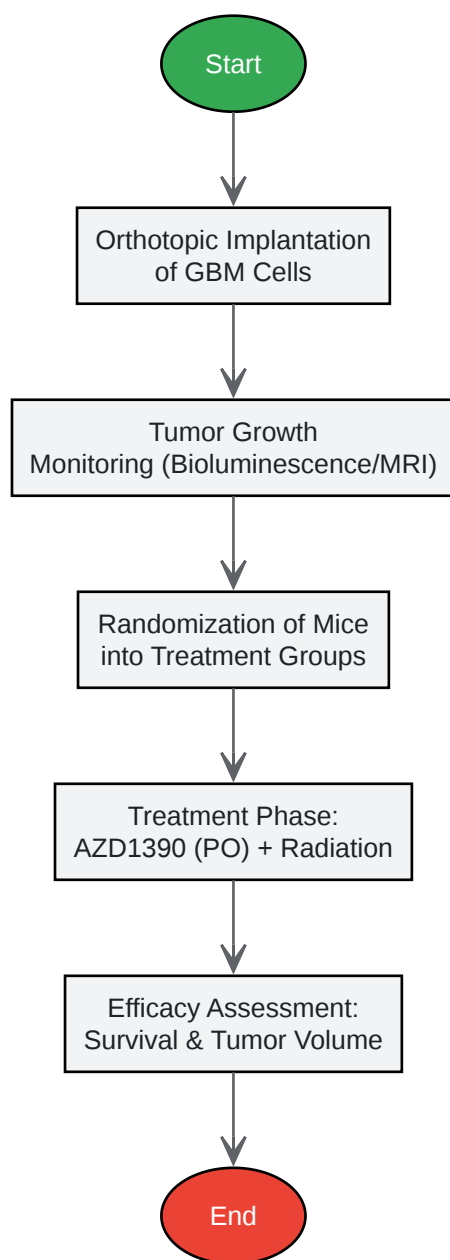 Start
Orthotopic Implantation
of GBM Cells
Tumor Growth
Monitoring (Bioluminescence/MRI)
Randomization of Mice
into Treatment Groups
Treatment Phase:
AZD1390 (PO) + Radiation
Efficacy Assessment:
Survival & Tumor Volume
End